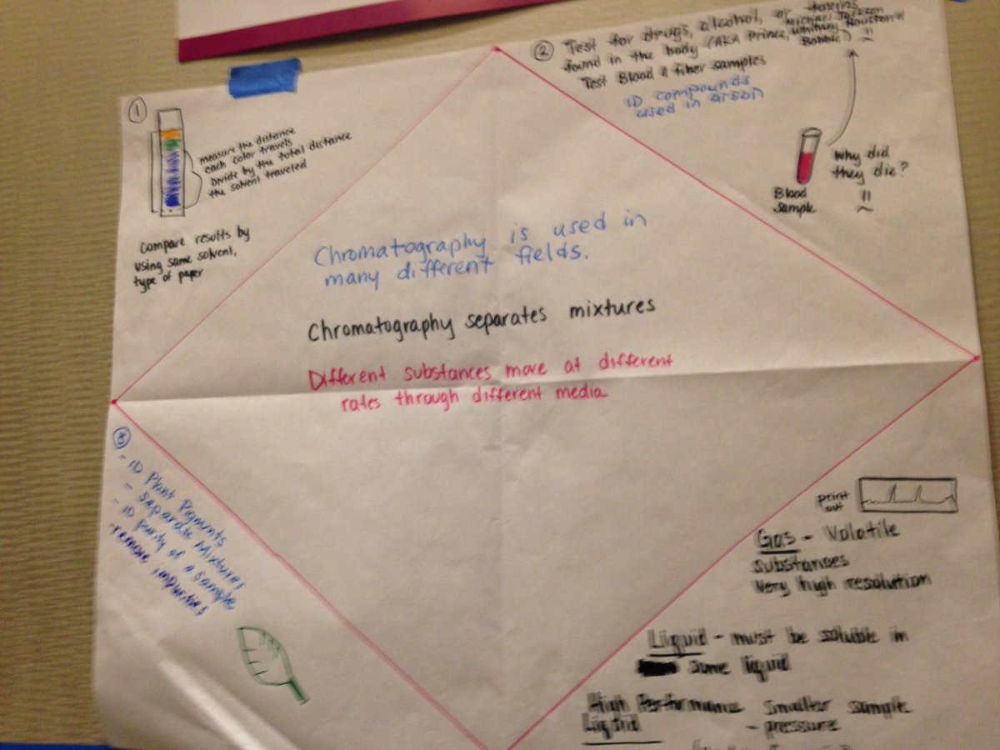 ①
measure the distance
each color travels
Divide by the total distance
the solvent traveled
Compare results by
using same solvent,
type of paper
② Test for drugs, alcohol, or toxins
found in the body (AKA Prince, Michael Jackson
Whitney Houston &
Bobbie)
Test Blood & fiber samples
ID compounds
used in arson
Why did
they die?
Blood
Sample
Chromatography is used in
many different fields.
Chromatography separates mixtures
Different substances move at different
rates through different media
③
- ID Plant Pigments
- separate Mixtures
- ID purity of a sample
- remove impurities
print
out
Gas - Volatile
substances
Very high resolution
Liquid - must be soluble in
some liquid
High Performance smaller sample
Liquid - pressure